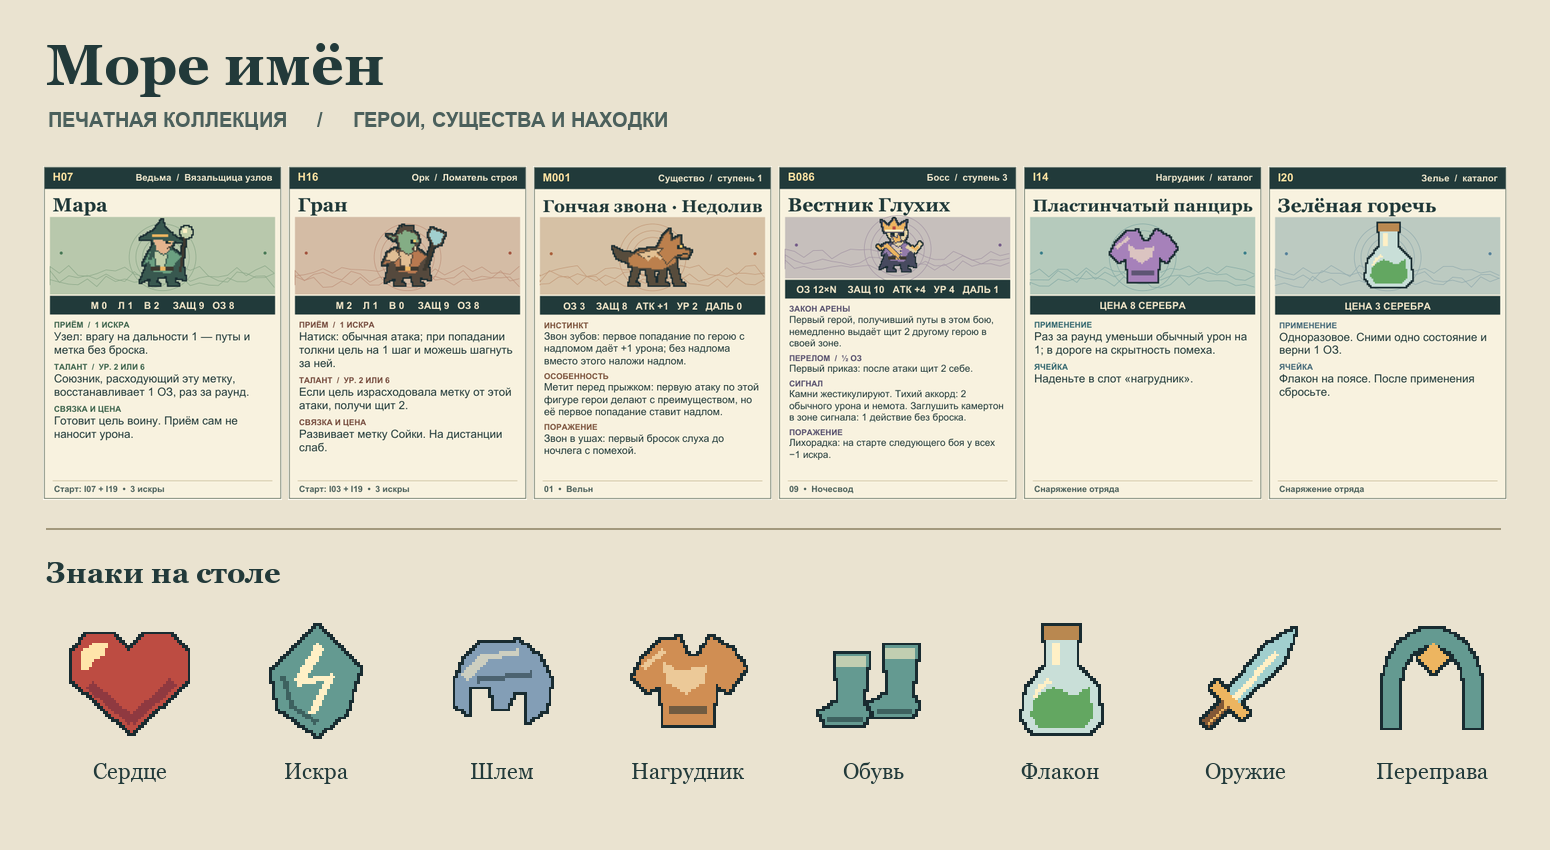 Море имён
ПЕЧАТНАЯ КОЛЛЕКЦИЯ / ГЕРОИ, СУЩЕСТВА И НАХОДКИ
H07 Ведьма / Вязальщица узлов
Мара
М 0 Л 1 В 2 ЗАЩ 9 ОЗ 8
ПРИЁМ / 1 ИСКРА
Узел: врагу на дальности 1 — путы и
метка без броска.
ТАЛАНТ / УР. 2 ИЛИ 6
Союзник, расходующий эту метку,
восстанавливает 1 ОЗ, раз за раунд.
СВЯЗКА И ЦЕНА
Готовит цель воину. Приём сам не
наносит урона.
Старт: I07 + I19 • 3 искры
H16 Орк / Ломатель строя
Гран
М 2 Л 1 В 0 ЗАЩ 9 ОЗ 8
ПРИЁМ / 1 ИСКРА
Натиск: обычная атака; при попадании
толкни цель на 1 шаг и можешь шагнуть
за ней.
ТАЛАНТ / УР. 2 ИЛИ 6
Если цель израсходовала метку от этой
атаки, получи щит 2.
СВЯЗКА И ЦЕНА
Развивает метку Сойки. На дистанции
слаб.
Старт: I03 + I19 • 3 искры
M001 Существо / ступень 1
Гончая звона · Недолив
ОЗ 3 ЗАЩ 8 АТК +1 УР 2 ДАЛЬ 0
ИНСТИНКТ
Звон зубов: первое попадание по герою с
надломом даёт +1 урона; без надлома
вместо этого наложи надлом.
ОСОБЕННОСТЬ
Метит перед прыжком: первую атаку по этой
фигуре герои делают с преимуществом, но
её первое попадание ставит надлом.
ПОРАЖЕНИЕ
Звон в ушах: первый бросок слуха до
ночлега с помехой.
01 • Вельн
B086 Босс / ступень 3
Вестник Глухих
ОЗ 12×N ЗАЩ 10 АТК +4 УР 4 ДАЛЬ 1
ЗАКОН АРЕНЫ
Первый герой, получивший путы в этом бою,
немедленно выдаёт щит 2 другому герою в
своей зоне.
ПЕРЕЛОМ / ½ ОЗ
Первый приказ: после атаки щит 2 себе.
СИГНАЛ
Камни жестикулируют. Тихий аккорд: 2
обычного урона и немота. Заглушить камертон
в зоне сигнала: 1 действие без броска.
ПОРАЖЕНИЕ
Лихорадка: на старте следующего боя у всех
−1 искра.
09 • Ночесвод
I14 Нагрудник / каталог
Пластинчатый панцирь
ЦЕНА 8 СЕРЕБРА
ПРИМЕНЕНИЕ
Раз за раунд уменьши обычный урон на
1; в дороге на скрытность помеха.
ЯЧЕЙКА
Наденьте в слот «нагрудник».
Снаряжение отряда
I20 Зелье / каталог
Зелёная горечь
ЦЕНА 3 СЕРЕБРА
ПРИМЕНЕНИЕ
Одноразовое. Сними одно состояние и
верни 1 ОЗ.
ЯЧЕЙКА
Флакон на поясе. После применения
сбросьте.
Снаряжение отряда
Знаки на столе
Сердце
Искра
Шлем
Нагрудник
Обувь
Флакон
Оружие
Переправа